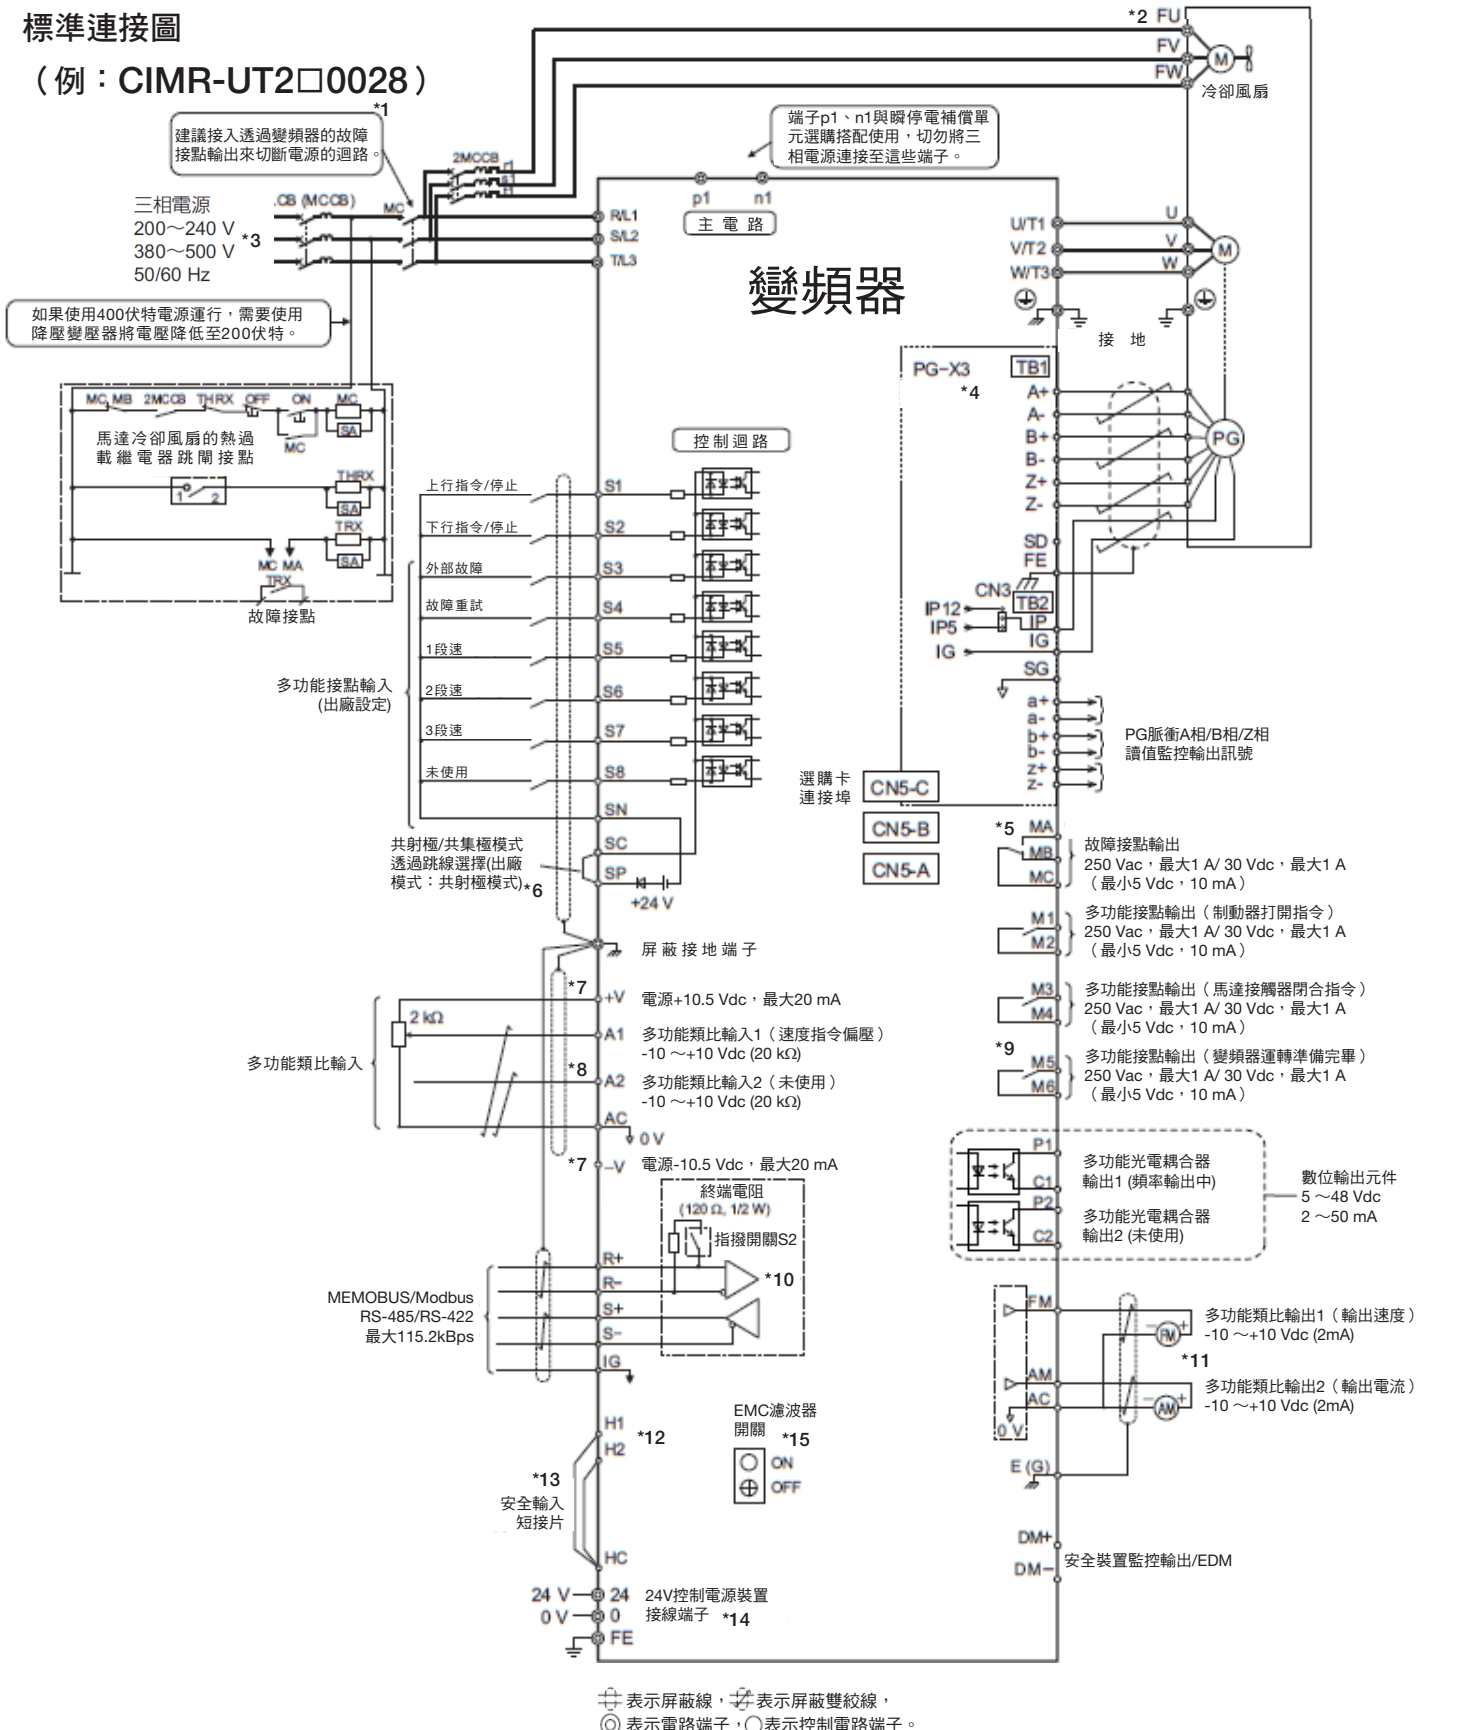 標準連接圖
（例：CIMR-UT2□0028）
*1
建議接入透過變頻器的故障
接點輸出來切斷電源的迴路。
*2 FU
FV
FW
M
冷卻風扇
端子p1、n1與瞬停電補償單
元選購搭配使用，切勿將三
相電源連接至這些端子。
2MCCB
三相電源
200～240 V
380～500 V
50/60 Hz
*3
.CB (MCCB)
MC
R/L1
S/L2
T/L3
p1
n1
主電路
變頻器
U/T1
V/T2
W/T3
U
V
W
M
接 地
如果使用400伏特電源運行，需要使用
降壓變壓器將電壓降低至200伏特。
MC MB
2MCCB
THRX
OFF
ON
MC
SA
MC
馬達冷卻風扇的熱過
載繼電器跳閘接點
1
2
THRX
SA
TRX
SA
MC MA
TRX
故障接點
控制迴路
PG-X3
*4
TB1
A+
A-
B+
B-
Z+
Z-
PG
SD
FE
CN3
TB2
IP12
IP5
IG
IP
IG
SG
a+
a-
b+
b-
z+
z-
PG脈衝A相/B相/Z相
讀值監控輸出訊號
上行指令/停止
S1
下行指令/停止
S2
外部故障
S3
故障重試
S4
1段速
S5
2段速
S6
3段速
S7
未使用
S8
SN
SC
SP
+24 V
多功能接點輸入
(出廠設定)
共射極/共集極模式
透過跳線選擇(出廠
模式：共射極模式)
*6
選購卡
連接埠
CN5-C
CN5-B
CN5-A
*5
MA
MB
MC
故障接點輸出
250 Vac，最大1 A/ 30 Vdc，最大1 A
（最小5 Vdc，10 mA）
M1
M2
多功能接點輸出（制動器打開指令）
250 Vac，最大1 A/ 30 Vdc，最大1 A
（最小5 Vdc，10 mA）
M3
M4
多功能接點輸出（馬達接觸器閉合指令）
250 Vac，最大1 A/ 30 Vdc，最大1 A
（最小5 Vdc，10 mA）
*9
M5
M6
多功能接點輸出（變頻器運轉準備完畢）
250 Vac，最大1 A/ 30 Vdc，最大1 A
（最小5 Vdc，10 mA）
屏蔽接地端子
*7
+V
電源+10.5 Vdc，最大20 mA
2 kΩ
A1
多功能類比輸入1（速度指令偏壓）
-10 ～+10 Vdc (20 kΩ)
多功能類比輸入
*8
A2
多功能類比輸入2（未使用）
-10 ～+10 Vdc (20 kΩ)
AC
0 V
*7
–V
電源-10.5 Vdc，最大20 mA
P1
C1
多功能光電耦合器
輸出1 (頻率輸出中)
P2
C2
多功能光電耦合器
輸出2 (未使用)
數位輸出元件
5 ～48 Vdc
2 ～50 mA
終端電阻
(120 Ω, 1/2 W)
指撥開關S2
*10
R+
R–
S+
S–
IG
MEMOBUS/Modbus
RS-485/RS-422
最大115.2kBps
FM
FM
− +
多功能類比輸出1（輸出速度）
-10 ～+10 Vdc (2mA)
*11
AM
AC
AM
− +
多功能類比輸出2（輸出電流）
-10 ～+10 Vdc (2mA)
0 V
E (G)
H1
H2
*12
*13
安全輸入
短接片
HC
EMC濾波器
開關
*15
ON
OFF
DM+
DM−
安全裝置監控輸出/EDM
24 V
24
0 V
0
FE
24V控制電源裝置
接線端子
*14
表示屏蔽線，表示屏蔽雙絞線，
◎ 表示電路端子，○表示控制電路端子。